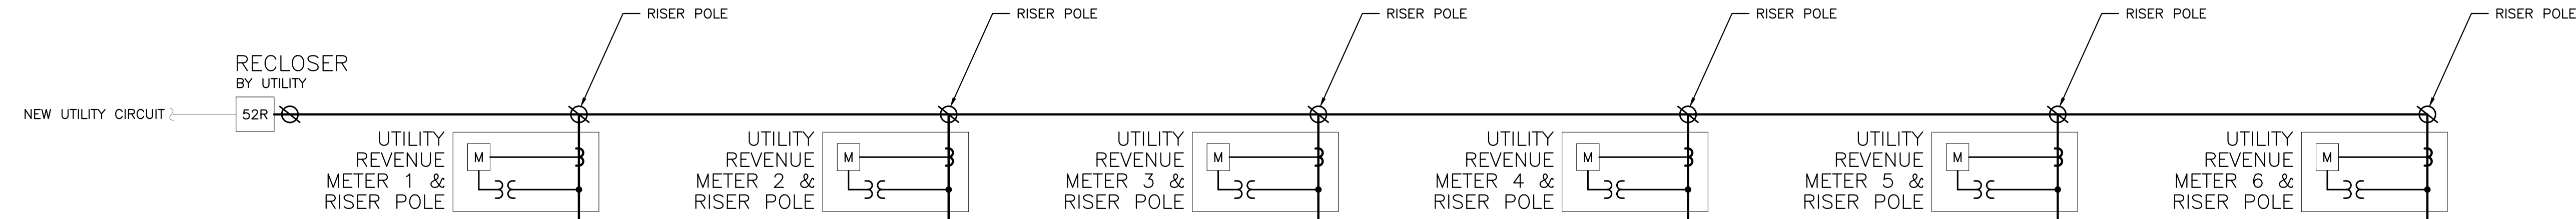 RISER POLE
RISER POLE
RISER POLE
RISER POLE
RISER POLE
RISER POLE
RECLOSER
BY UTILITY
NEW UTILITY CIRCUIT
52R
UTILITY
REVENUE
METER 1 &
RISER POLE
M
UTILITY
REVENUE
METER 2 &
RISER POLE
M
UTILITY
REVENUE
METER 3 &
RISER POLE
M
UTILITY
REVENUE
METER 4 &
RISER POLE
M
UTILITY
REVENUE
METER 5 &
RISER POLE
M
UTILITY
REVENUE
METER 6 &
RISER POLE
M